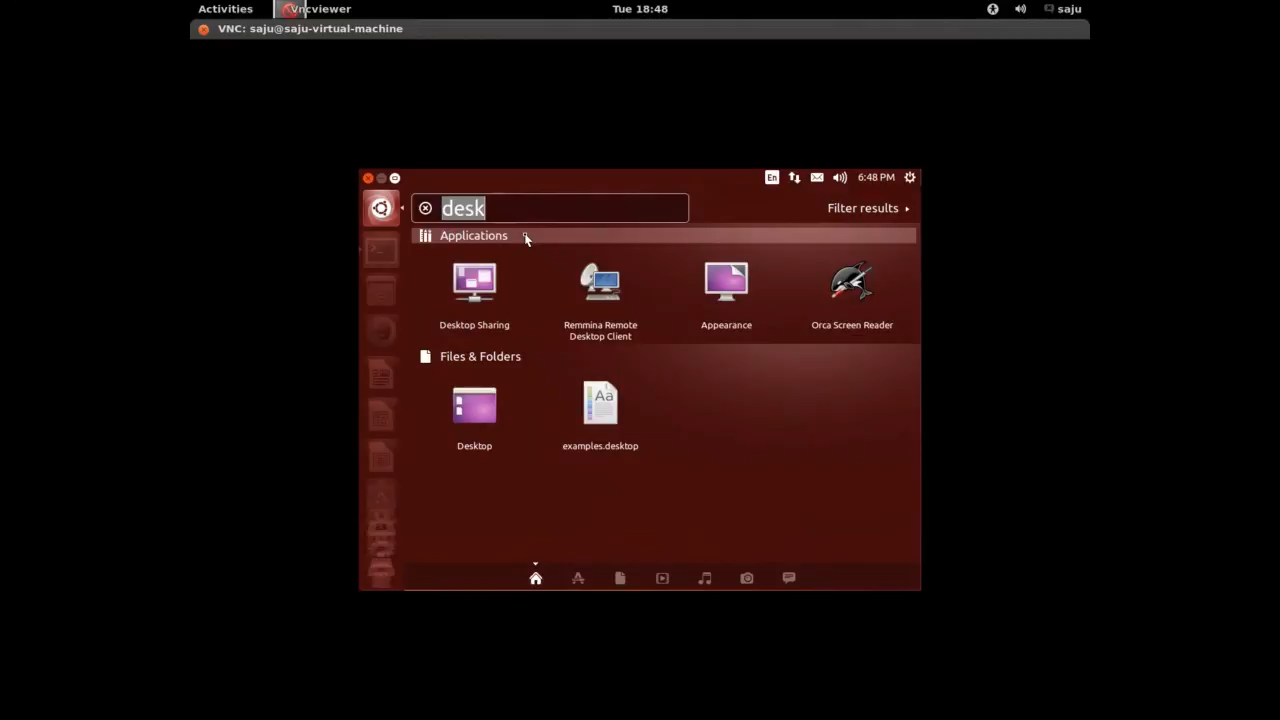 Activities
Vncviewer
Tue 18:48
saju
VNC: saju@saju-virtual-machine
En
6:48 PM
desk
Filter results
Applications
Desktop Sharing
Remmina Remote
Desktop Client
Appearance
Orca Screen Reader
Files & Folders
Aa
Desktop
examples.desktop